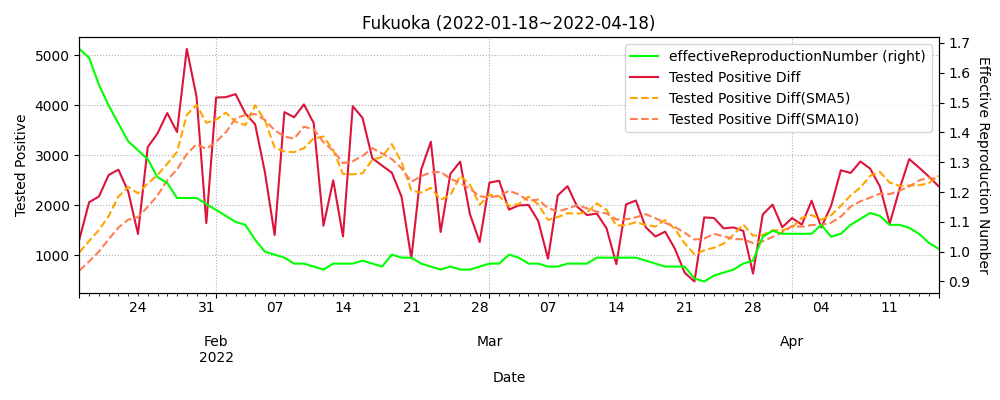 Fukuoka (2022-01-18~2022-04-18)
effectiveReproductionNumber (right)
Tested Positive Diff
Tested Positive Diff(SMA5)
Tested Positive Diff(SMA10)
Tested Positive
5000
4000
3000
2000
1000
1.7
1.6
1.5
1.4
1.3
1.2
1.1
1.0
0.9
Effective Reproduction Number
24 31 07 14 21 28 07 14 21 28 04 11
Feb Mar Apr
2022
Date